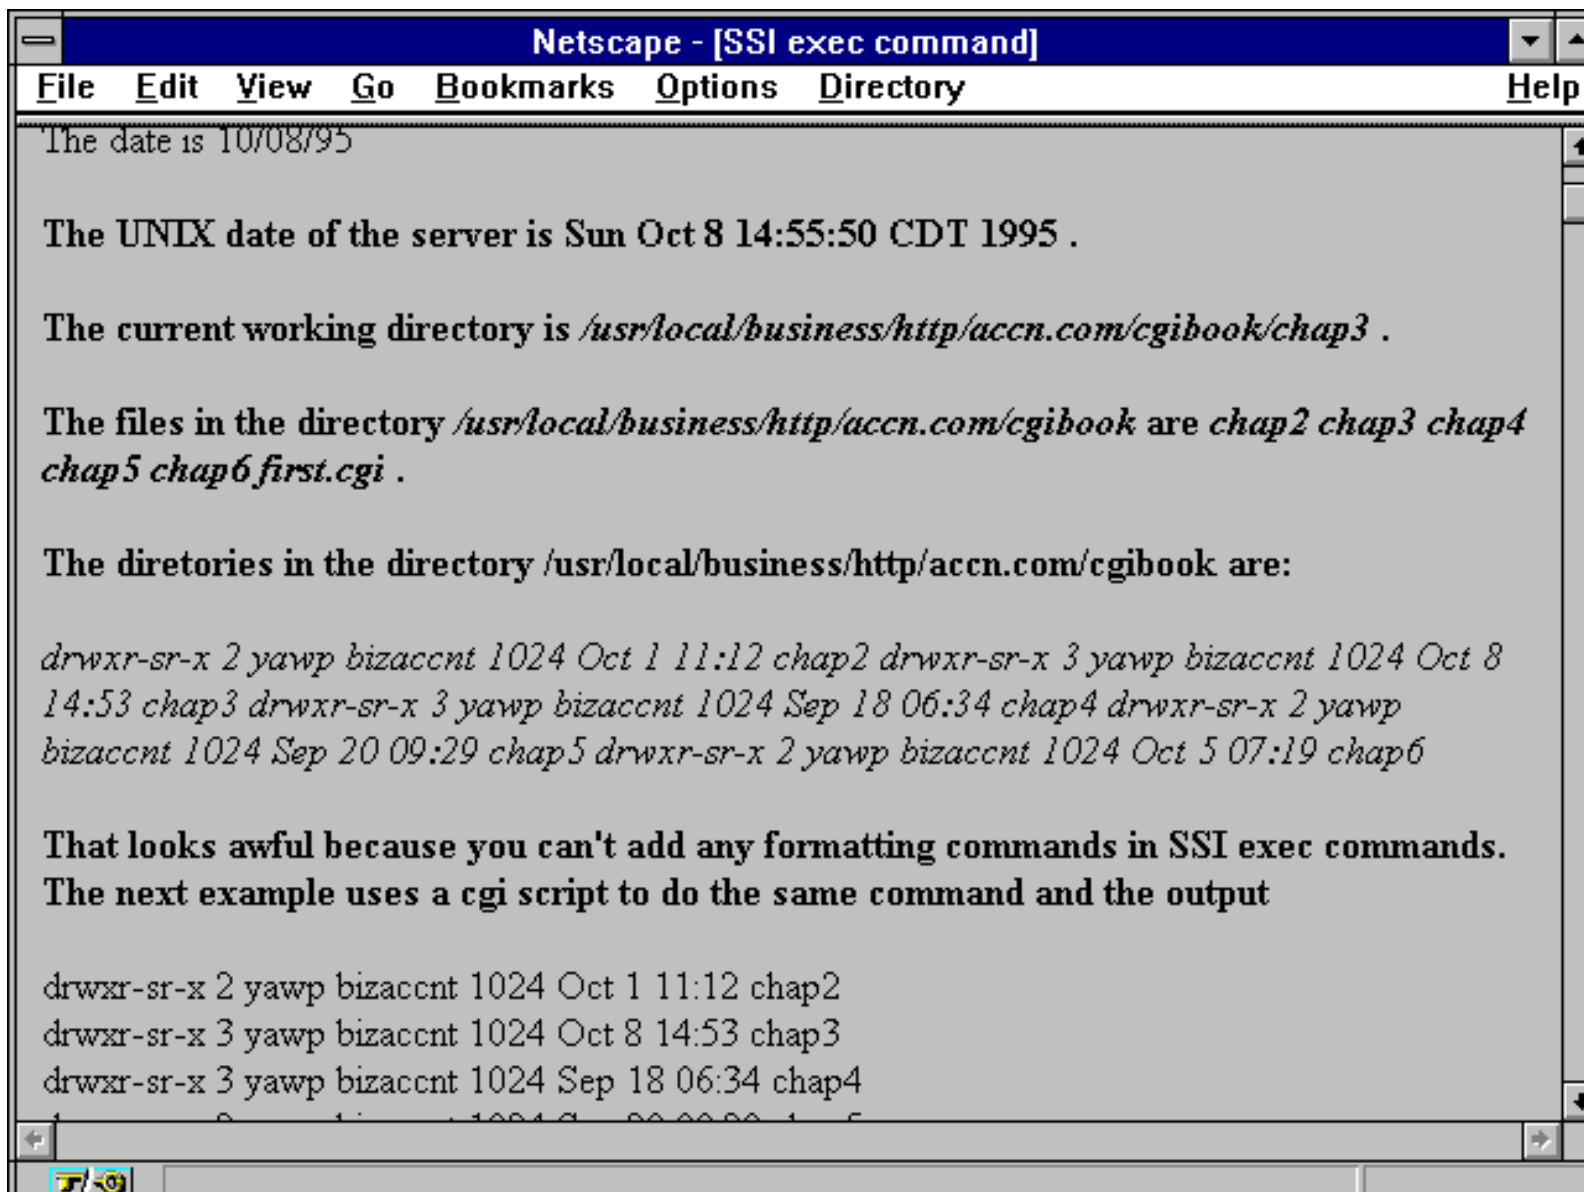 Netscape - [SSI exec command]
File Edit View Go Bookmarks Options Directory Help
The date is 10/08/95
The UNIX date of the server is Sun Oct 8 14:55:50 CDT 1995 .
The current working directory is /usr/local/business/http/accn.com/cgibook/chap3 .
The files in the directory /usr/local/business/http/accn.com/cgibook are chap2 chap3 chap4
chap5 chap6 first.cgi .
The diretories in the directory /usr/local/business/http/accn.com/cgibook are:
drwxr-sr-x 2 yawp bizaccnt 1024 Oct 1 11:12 chap2 drwxr-sr-x 3 yawp bizaccnt 1024 Oct 8
14:53 chap3 drwxr-sr-x 3 yawp bizaccnt 1024 Sep 18 06:34 chap4 drwxr-sr-x 2 yawp
bizaccnt 1024 Sep 20 09:29 chap5 drwxr-sr-x 2 yawp bizaccnt 1024 Oct 5 07:19 chap6
That looks awful because you can't add any formatting commands in SSI exec commands.
The next example uses a cgi script to do the same command and the output
drwxr-sr-x 2 yawp bizaccnt 1024 Oct 1 11:12 chap2
drwxr-sr-x 3 yawp bizaccnt 1024 Oct 8 14:53 chap3
drwxr-sr-x 3 yawp bizaccnt 1024 Sep 18 06:34 chap4